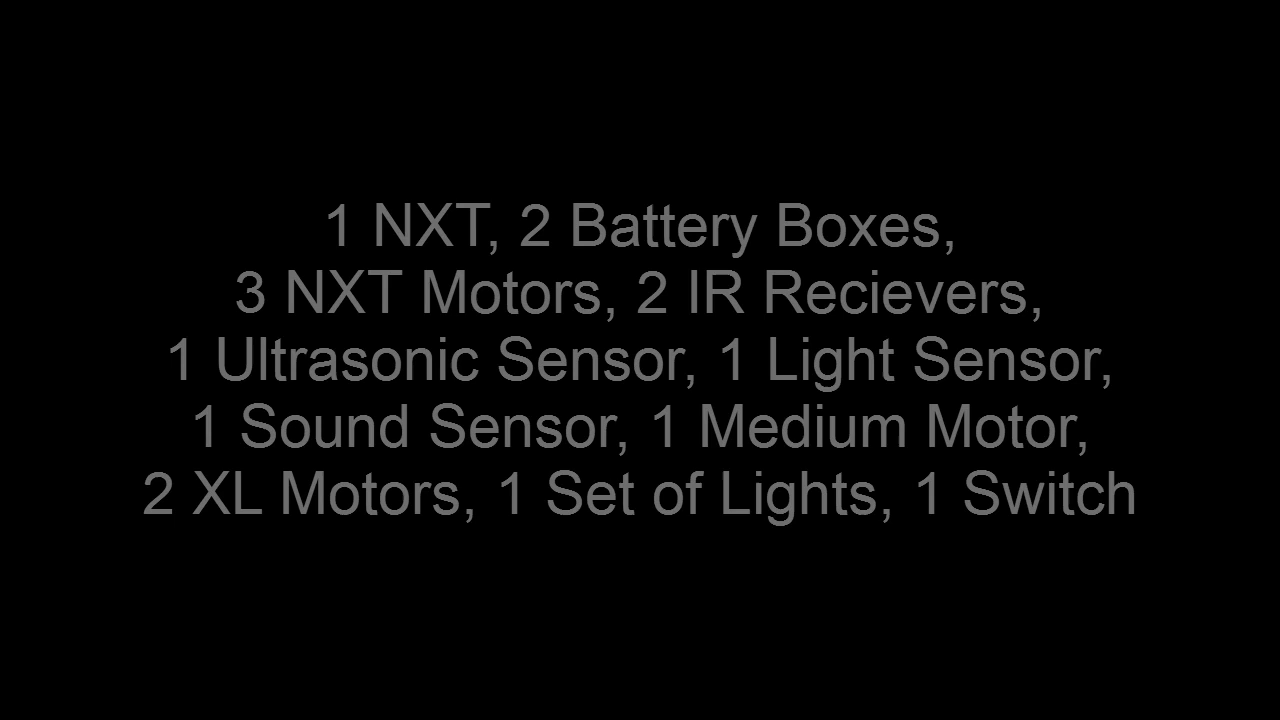 1 NXT, 2 Battery Boxes,
3 NXT Motors, 2 IR Recievers,
1 Ultrasonic Sensor, 1 Light Sensor,
1 Sound Sensor, 1 Medium Motor,
2 XL Motors, 1 Set of Lights, 1 Switch